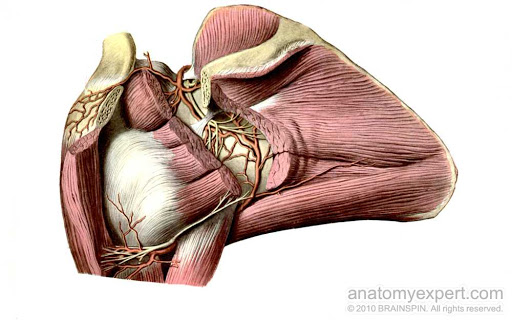 anatomyexpert.com
© 2010 BRAINSPIN. All rights reserved.